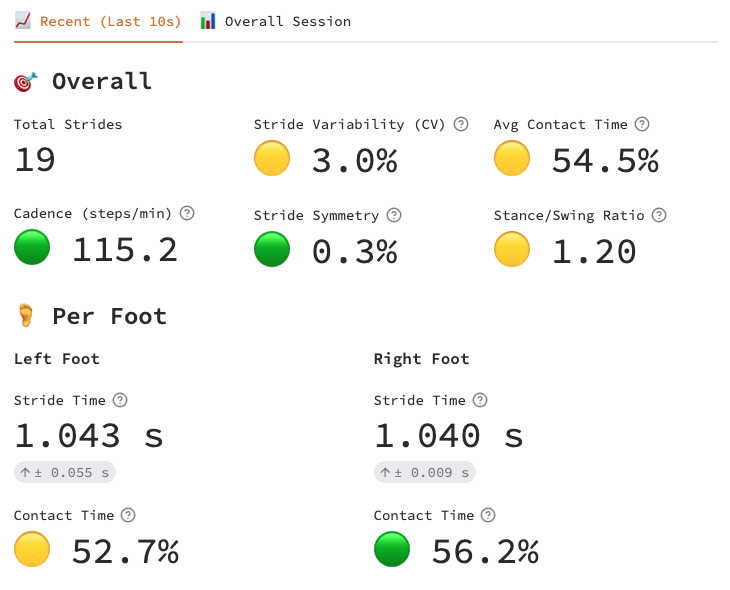 Recent (Last 10s) Overall Session
Overall
Total Strides Stride Variability (CV) ? Avg Contact Time ?
19 3.0% 54.5%
Cadence (steps/min) ? Stride Symmetry ? Stance/Swing Ratio ?
115.2 0.3% 1.20
Per Foot
Left Foot Right Foot
Stride Time ? Stride Time ?
1.043 s 1.040 s
↑ ± 0.055 s ↑ ± 0.009 s
Contact Time ? Contact Time ?
52.7% 56.2%